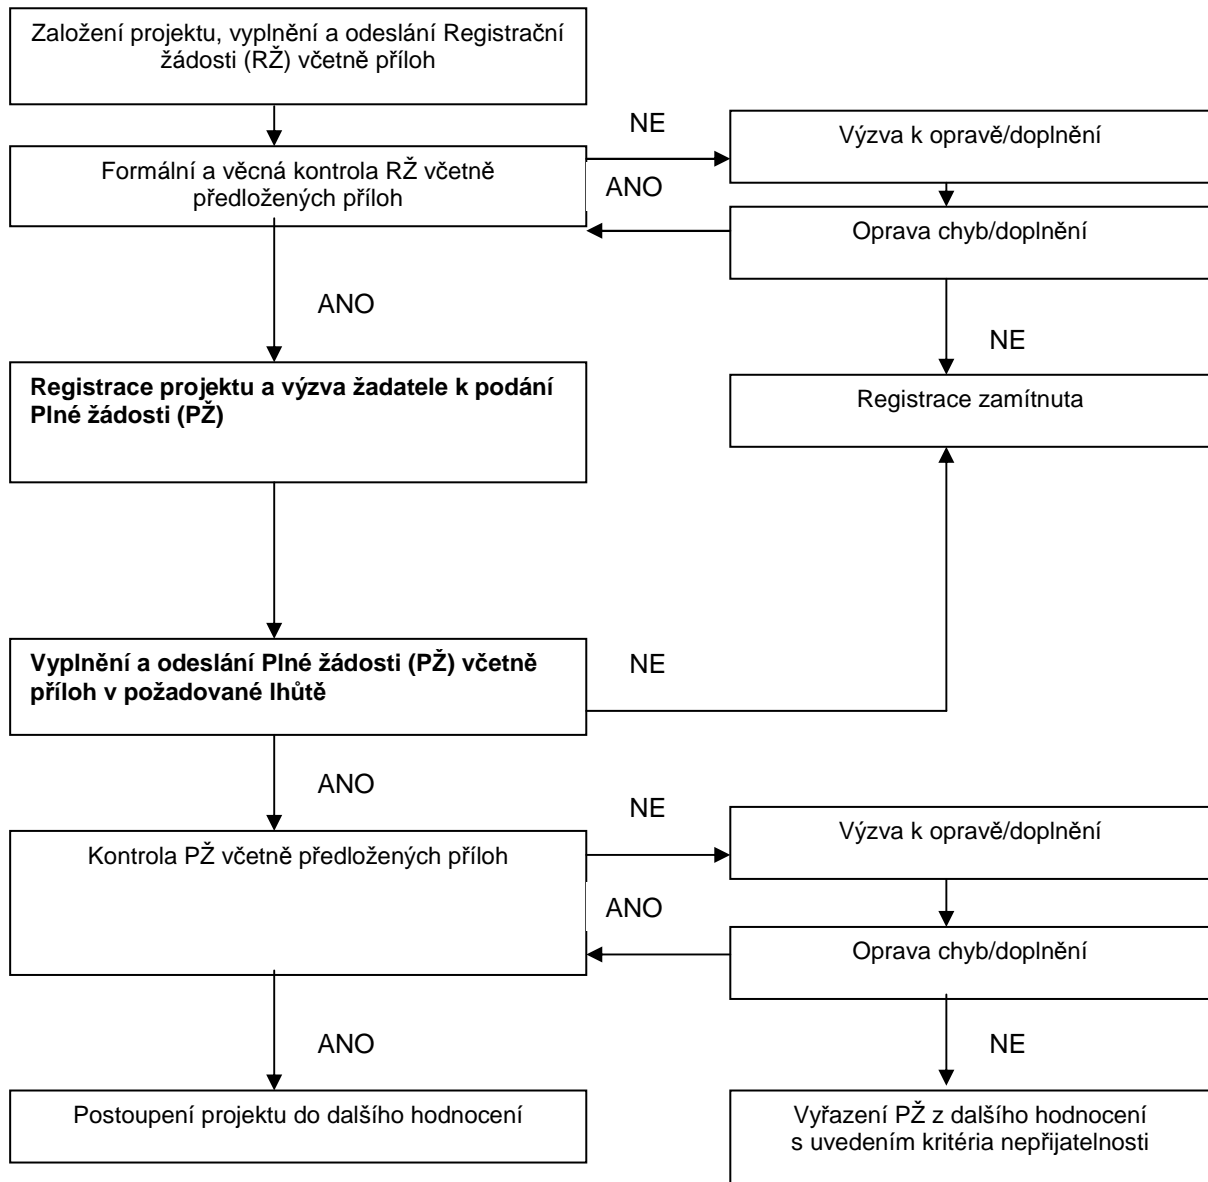 Založení projektu, vyplnění a odeslání Registrační
žádosti (RŽ) včetně příloh
NE
Výzva k opravě/doplnění
Formální a věcná kontrola RŽ včetně
předložených příloh
ANO
Oprava chyb/doplnění
ANO
NE
Registrace projektu a výzva žadatele k podání
Plné žádosti (PŽ)
Registrace zamítnuta
Vyplnění a odeslání Plné žádosti (PŽ) včetně
příloh v požadované lhůtě
NE
ANO
NE
Výzva k opravě/doplnění
Kontrola PŽ včetně předložených příloh
ANO
Oprava chyb/doplnění
ANO
NE
Postoupení projektu do dalšího hodnocení
Vyřazení PŽ z dalšího hodnocení
s uvedením kritéria nepřijatelnosti